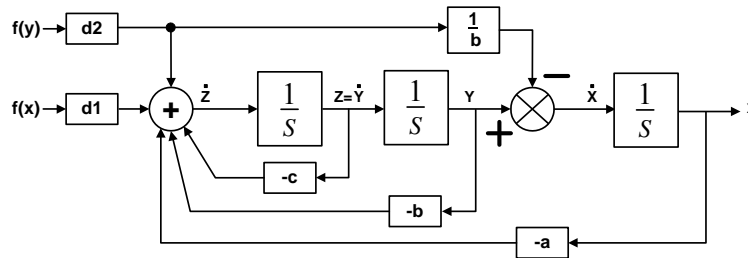 f(y)
d2
1
b
f(x)
d1
+
Ż
1
S
Z=Ẏ
1
S
Y
+
−
Ẋ
1
S
-c
-b
-a